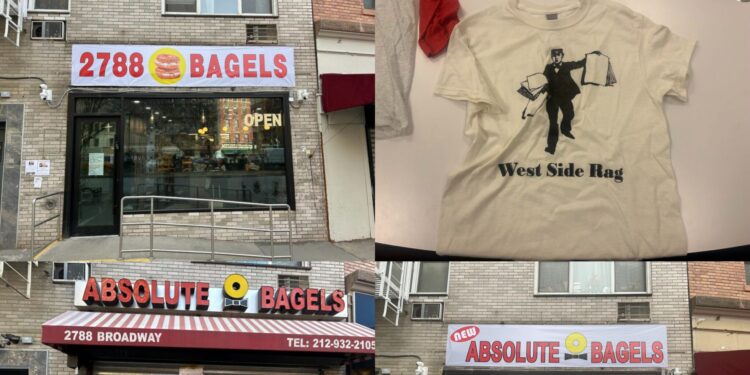 2788 BAGELS
OPEN
West Side Rag
ABSOLUTE BAGELS
2788 BROADWAY
TEL: 212-932-2105
NEW
ABSOLUTE BAGELS